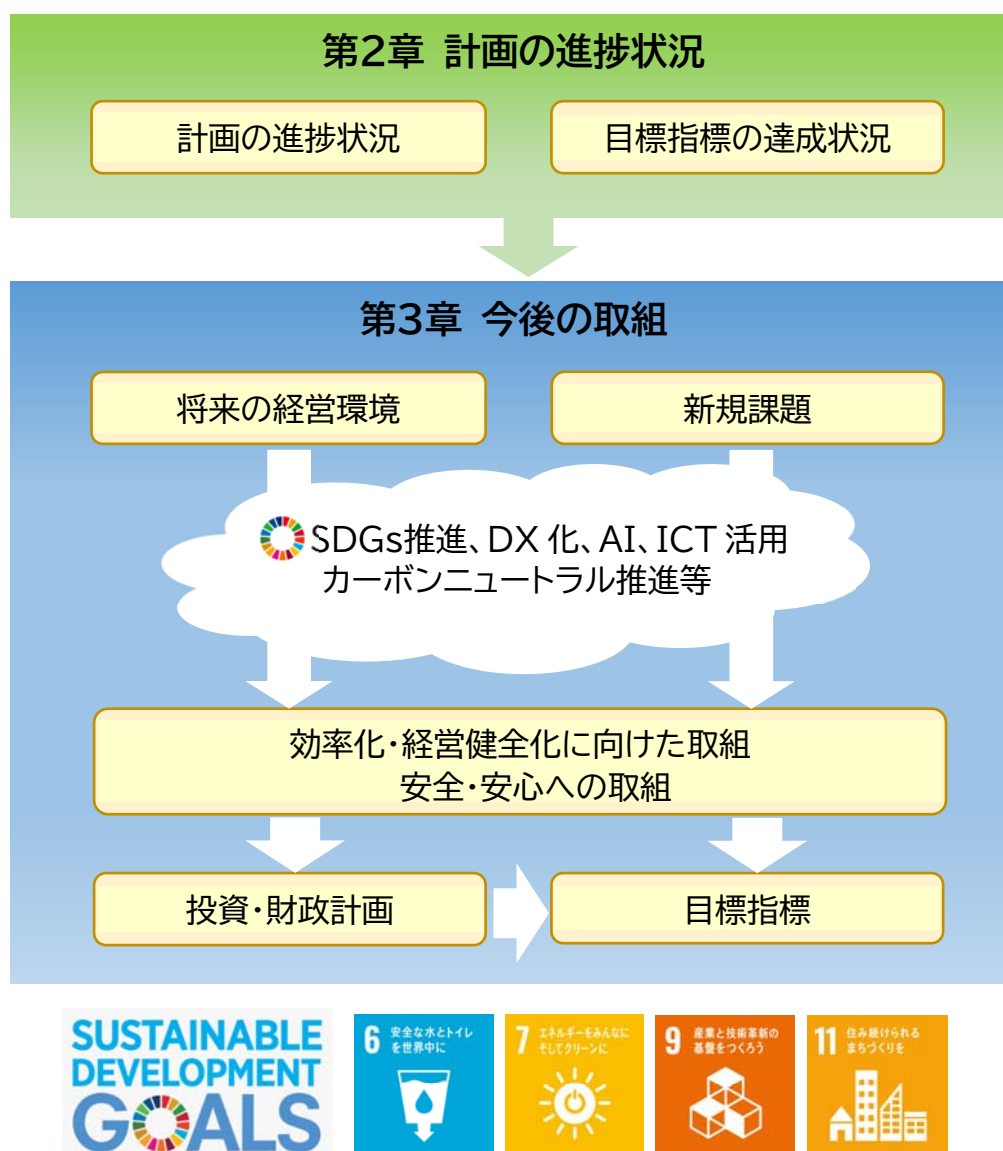 第2章 計画の進捗状況
計画の進捗状況
目標指標の達成状況
第3章 今後の取組
将来の経営環境
新規課題
SDGs推進、DX 化、AI、ICT 活用
カーボンニュートラル推進等
効率化・経営健全化に向けた取組
安全・安心への取組
投資・財政計画
目標指標
SUSTAINABLE
DEVELOPMENT
GOALS
6 安全な水とトイレ
を世界中に
7 エネルギーをみんなに
そしてクリーンに
9 産業と技術革新の
基盤をつくろう
11 住み続けられる
まちづくりを